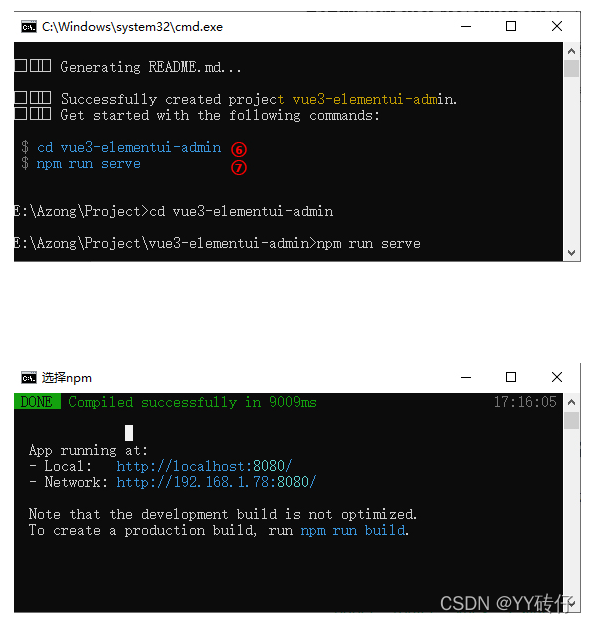 C:\Windows\system32\cmd.exe
Generating README.md...
Successfully created project vue3-elementui-admin.
Get started with the following commands:
$ cd vue3-elementui-admin ⑥
$ npm run serve ⑦
E:\Azong\Project>cd vue3-elementui-admin
E:\Azong\Project\vue3-elementui-admin>npm run serve
选择npm
DONE Compiled successfully in 9009ms 17:16:05
App running at:
- Local: http://localhost:8080/
- Network: http://192.168.1.78:8080/
Note that the development build is not optimized.
To create a production build, run npm run build.
CSDN @YY砖仔